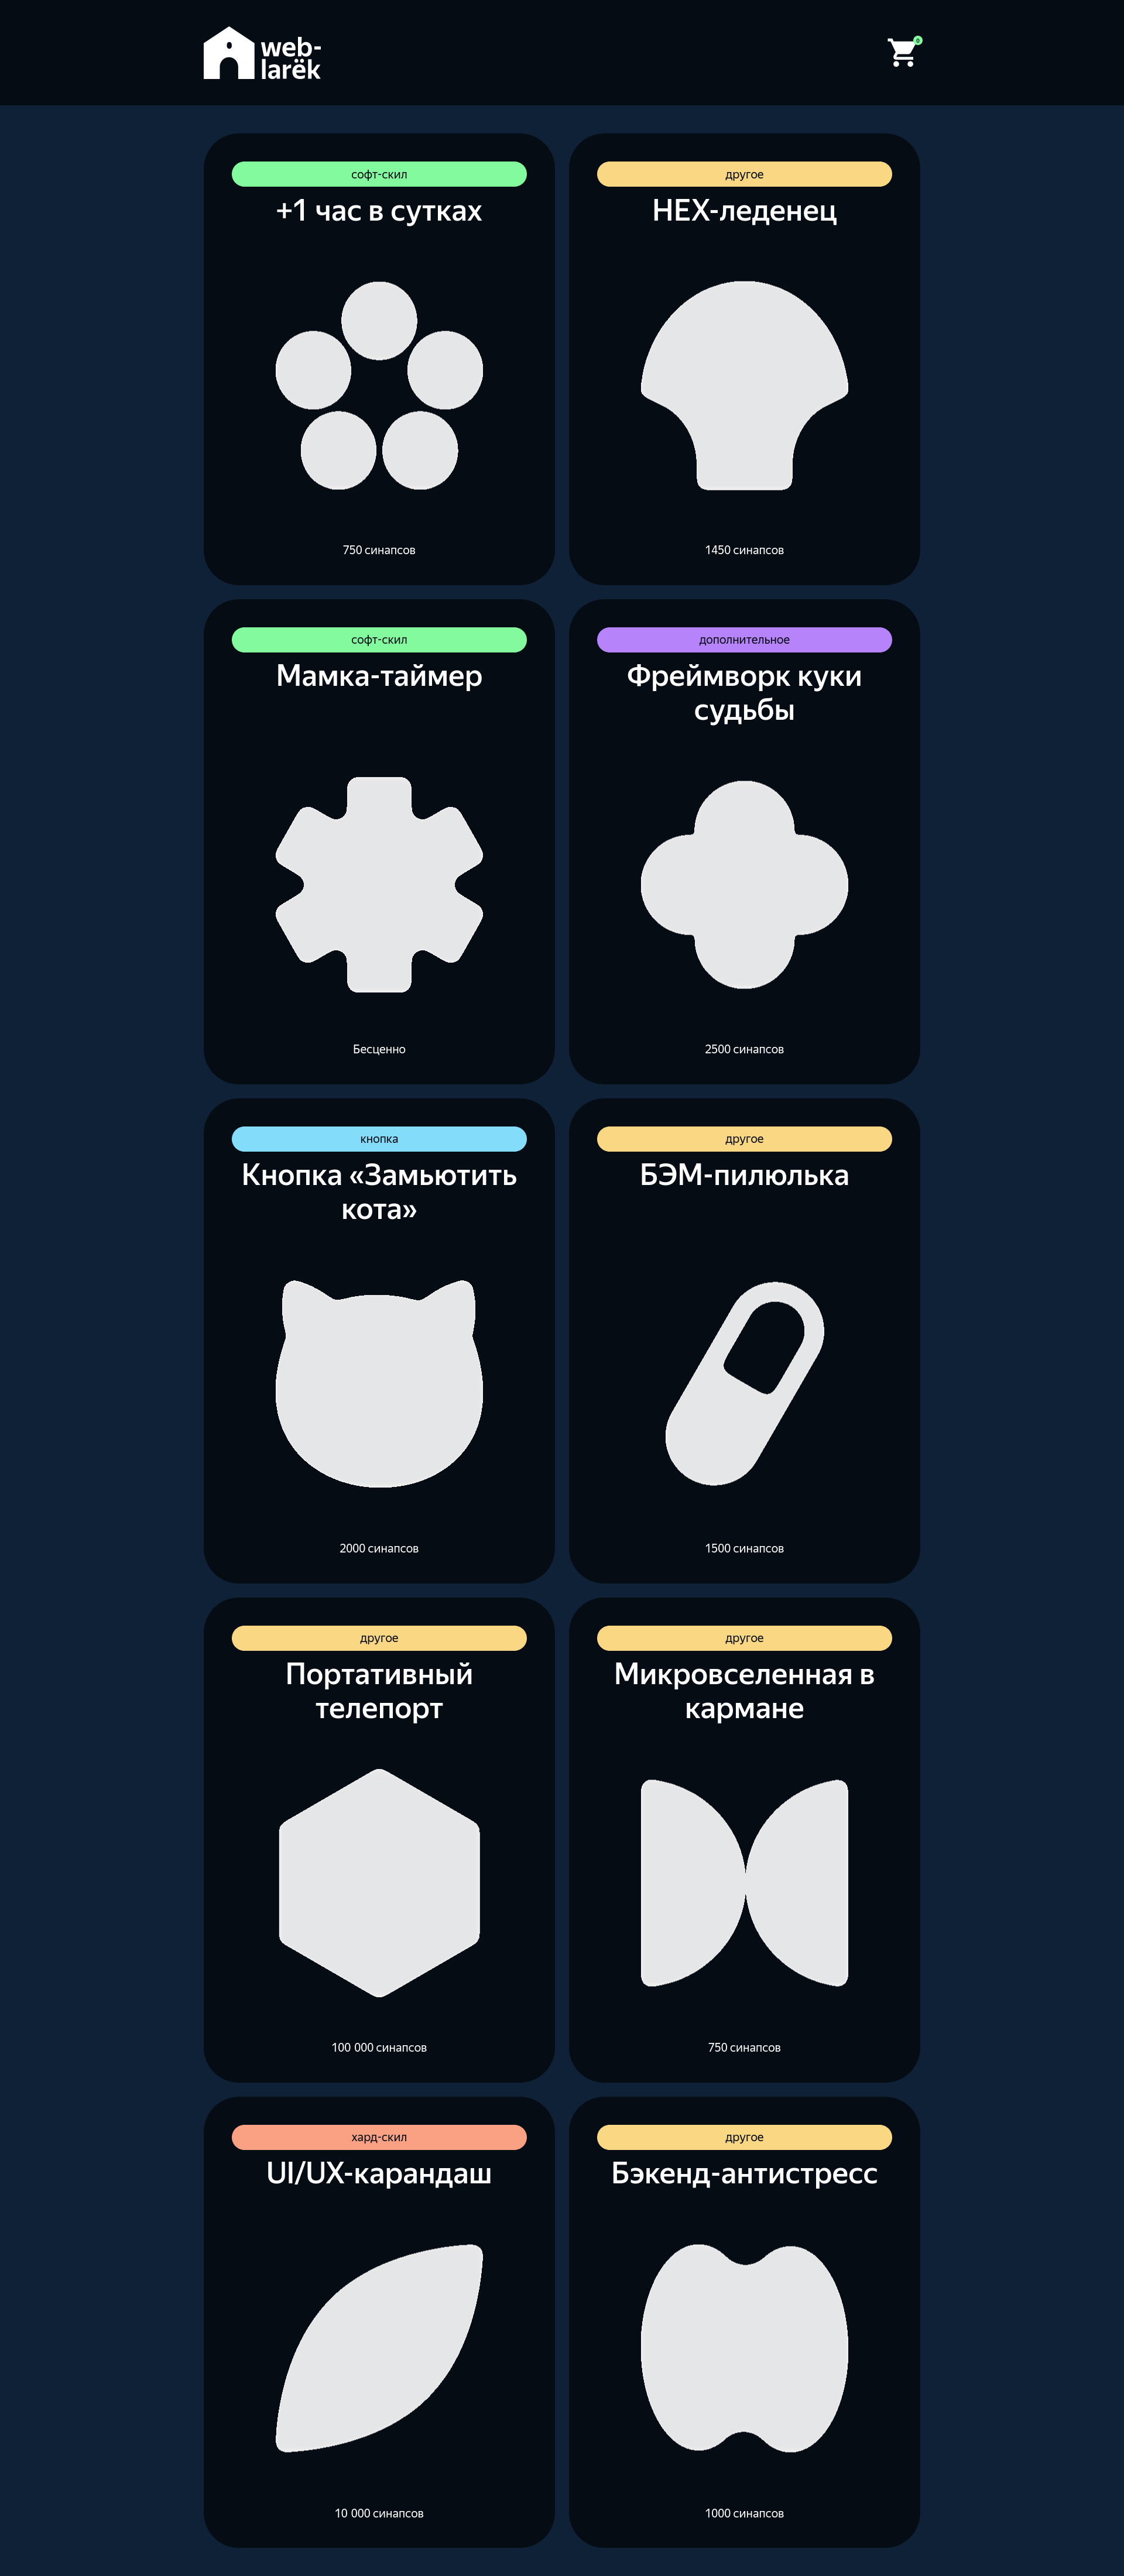 web-
larёk
0
софт-скил
+1 час в сутках
750 синапсов
другое
HEX-леденец
1450 синапсов
софт-скил
Мамка-таймер
Бесценно
дополнительное
Фреймворк куки
судьбы
2500 синапсов
кнопка
Кнопка «Замьютить
кота»
2000 синапсов
другое
БЭМ-пилюлька
1500 синапсов
другое
Портативный
телепорт
100 000 синапсов
другое
Микровселенная в
кармане
750 синапсов
хард-скил
UI/UX-карандаш
10 000 синапсов
другое
Бэкенд-антистресс
1000 синапсов